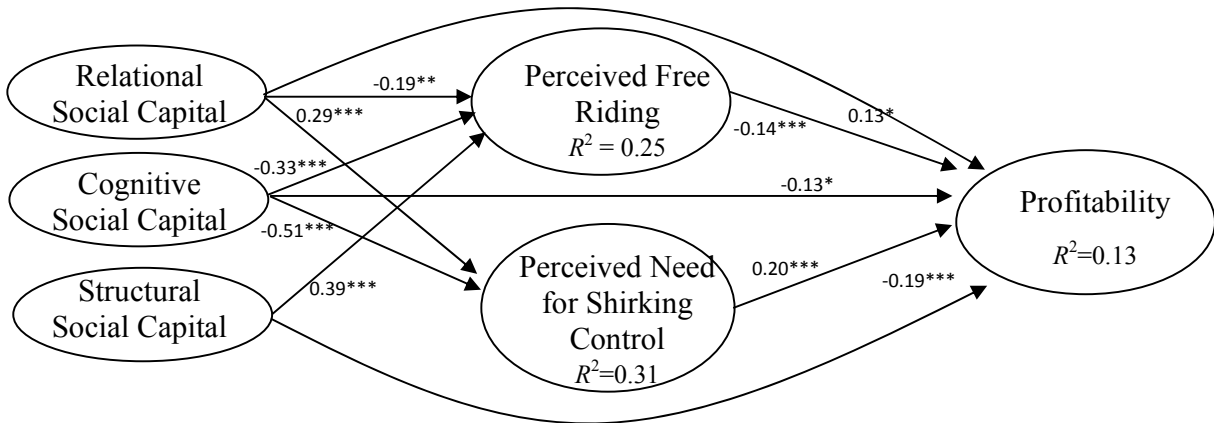 Relational
Social Capital
Cognitive
Social Capital
Structural
Social Capital
-0.19**
0.29***
-0.33***
-0.51***
0.39***
Perceived Free
Riding
R² = 0.25
Perceived Need
for Shirking
Control
R²=0.31
0.13*
-0.14***
-0.13*
0.20***
-0.19***
Profitability
R²=0.13